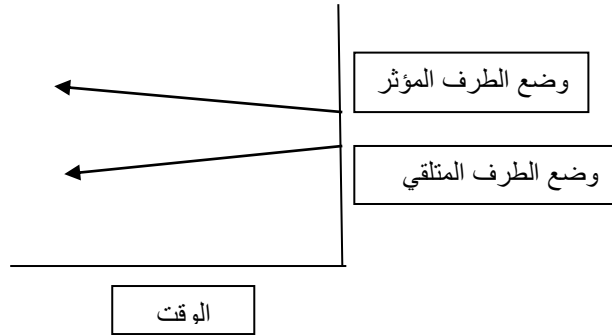 وضع الطرف المؤثر
وضع الطرف المتلقي
الوقت